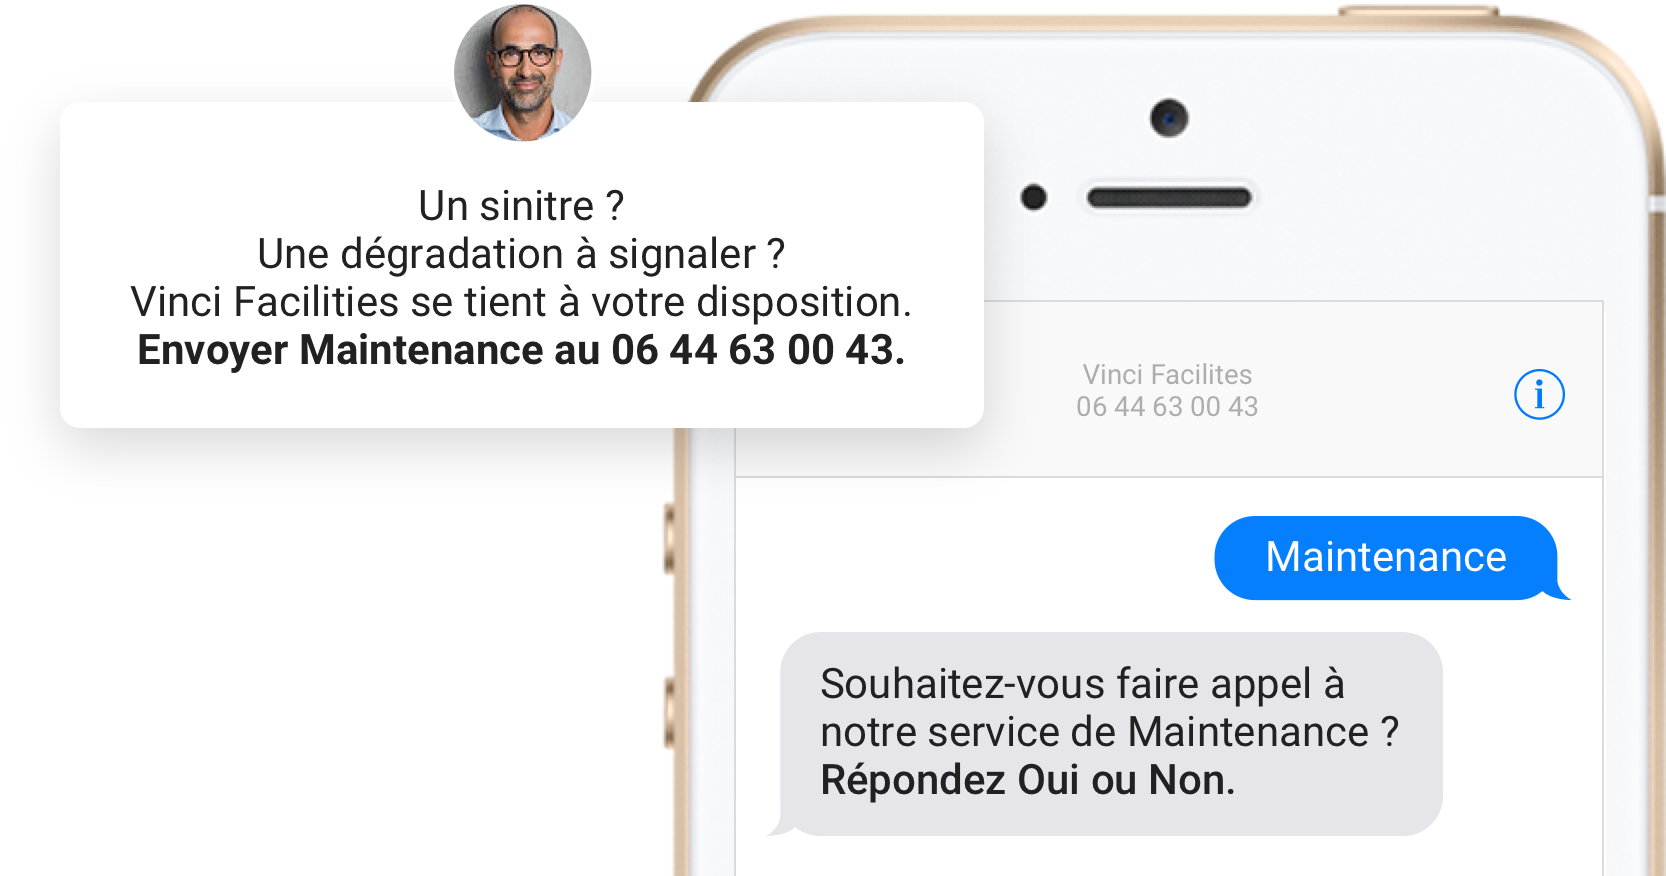 Un sinitre ?
Une dégradation à signaler ?
Vinci Facilities se tient à votre disposition.
Envoyer Maintenance au 06 44 63 00 43.
Vinci Facilites
06 44 63 00 43
i
Maintenance
Souhaitez-vous faire appel à
notre service de Maintenance ?
Répondez Oui ou Non.